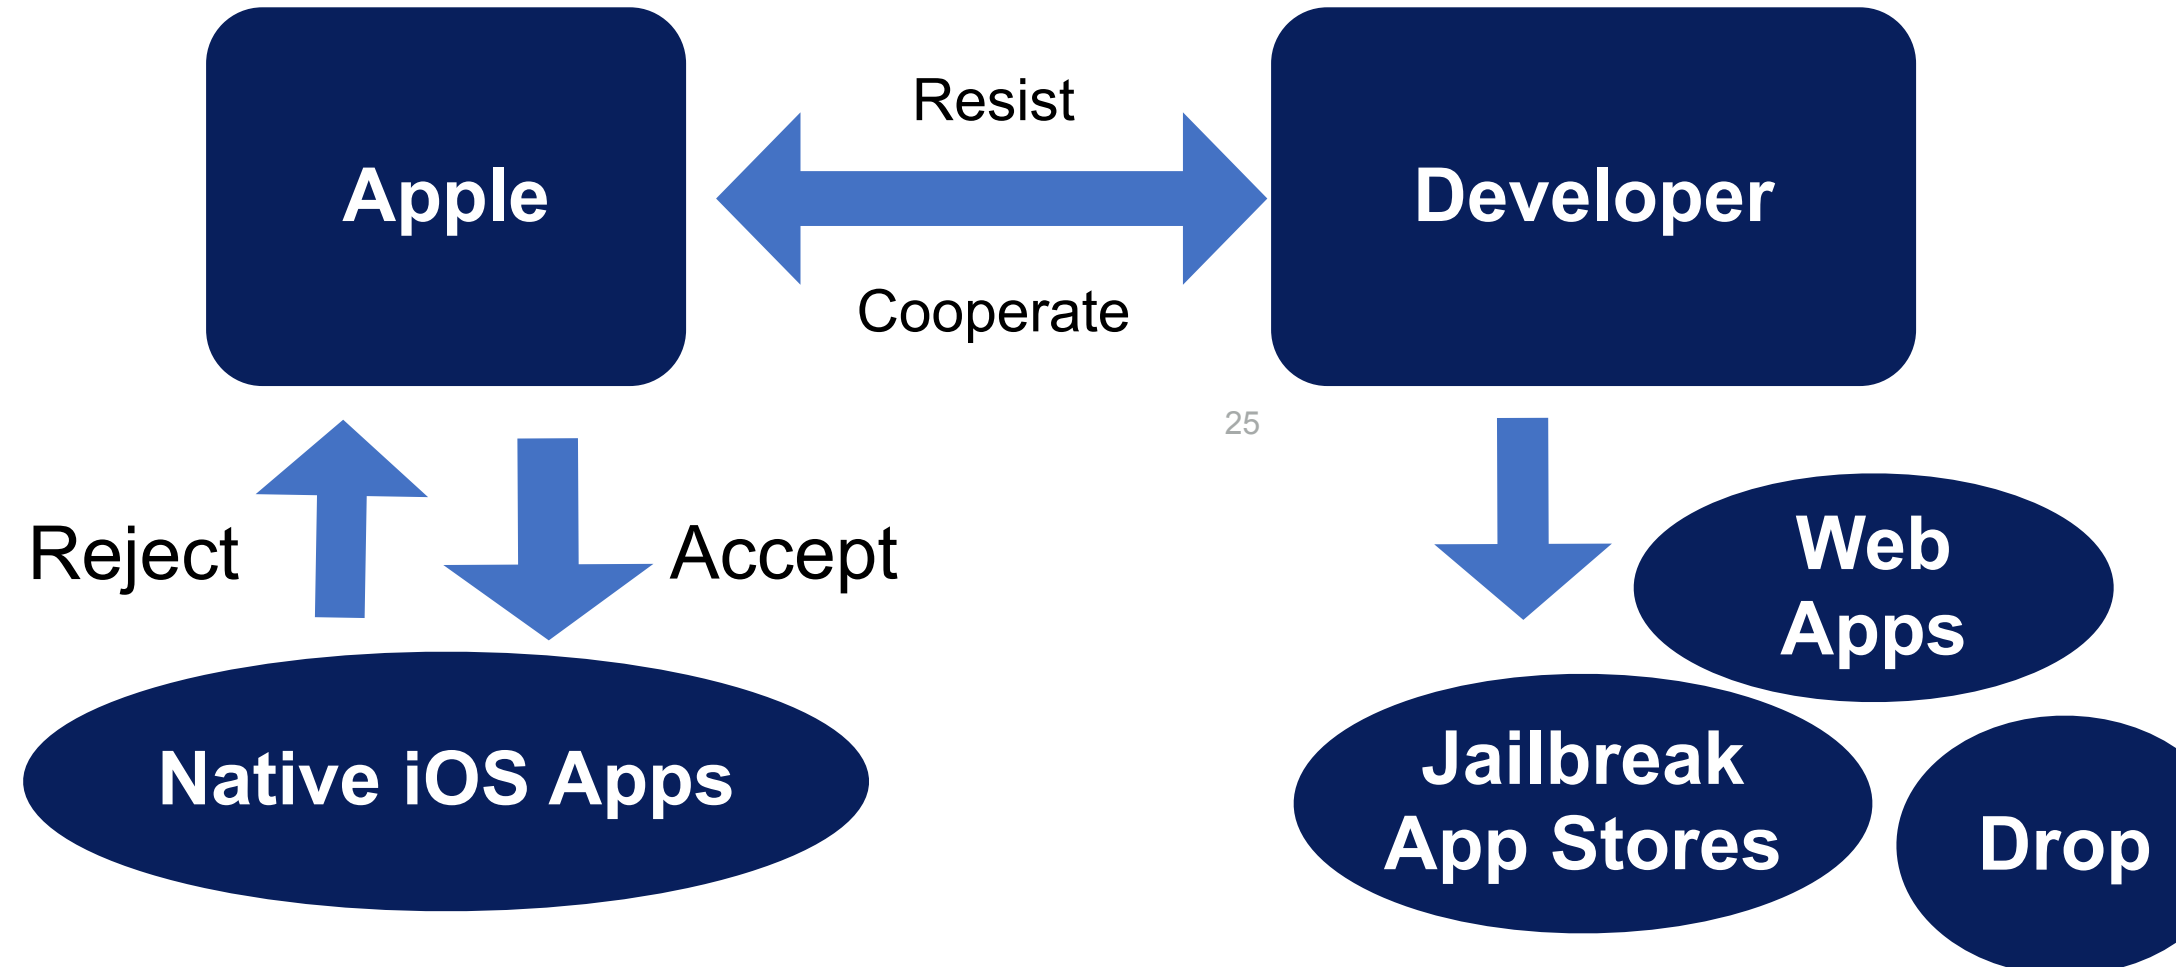 Apple
Resist
Cooperate
Developer
25
Reject
Accept
Native iOS Apps
Web
Apps
Jailbreak
App Stores
Drop